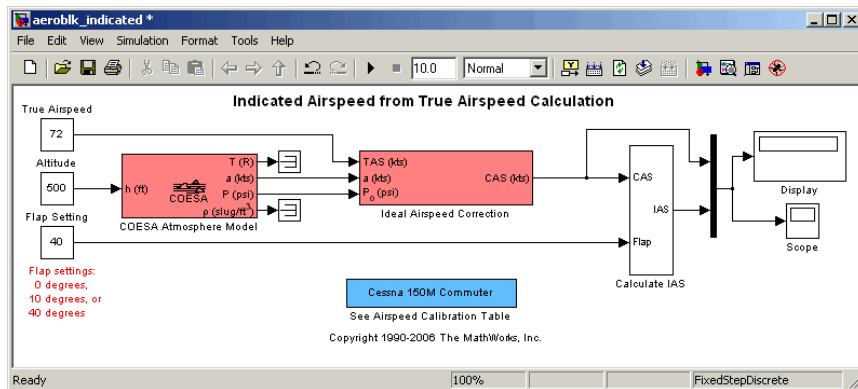 aeroblk_indicated *
File Edit View Simulation Format Tools Help
10.0 Normal
Indicated Airspeed from True Airspeed Calculation
True Airspeed
72
Altitude
500
Flap Setting
40
Flap settings:
0 degrees,
10 degrees, or
40 degrees
h (ft)
COESA
T (R)
a (kts)
P (psi)
ρ (slug/ft³)
COESA Atmosphere Model
TAS (kts)
a (kts)
P₀ (psi)
CAS (kts)
Ideal Airspeed Correction
CAS
IAS
Flap
Calculate IAS
Display
Scope
Cessna 150M Commuter
See Airspeed Calibration Table
Copyright 1990-2006 The MathWorks, Inc.
Ready 100% FixedStepDiscrete